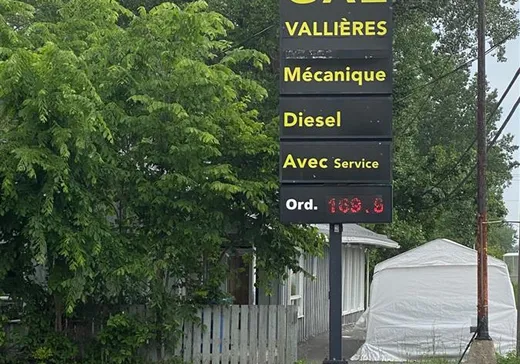 VALLIÈRES
Mécanique
Diesel
Avec Service
Ord. 169.9